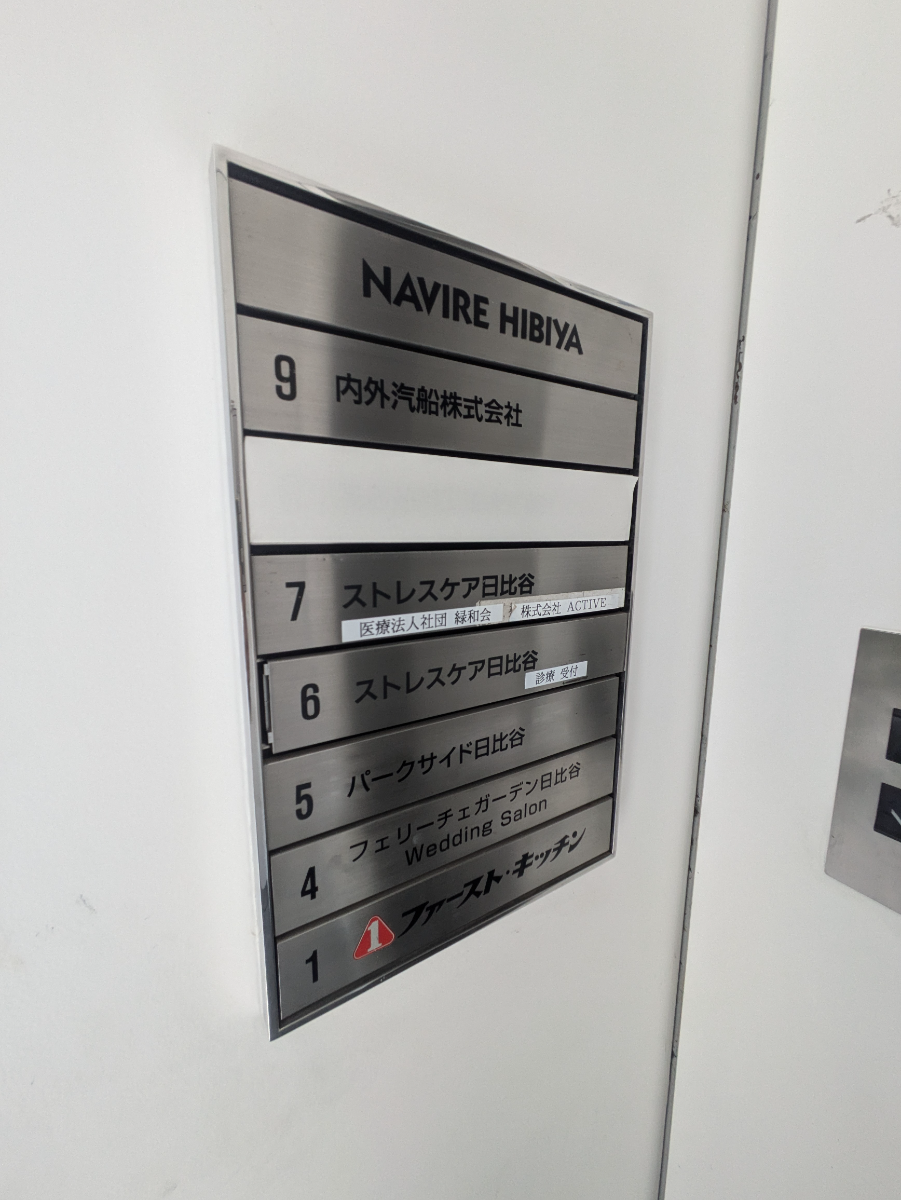 NAVIRE HIBIYA
9 内外汽船株式会社
7 ストレスケア日比谷
医療法人社団 緑和会 株式会社 ACTIVE
6 ストレスケア日比谷
診療 受付
5 パークサイド日比谷
4 フェリーチェガーデン日比谷
Wedding Salon
1 1 ファースト・キッチン